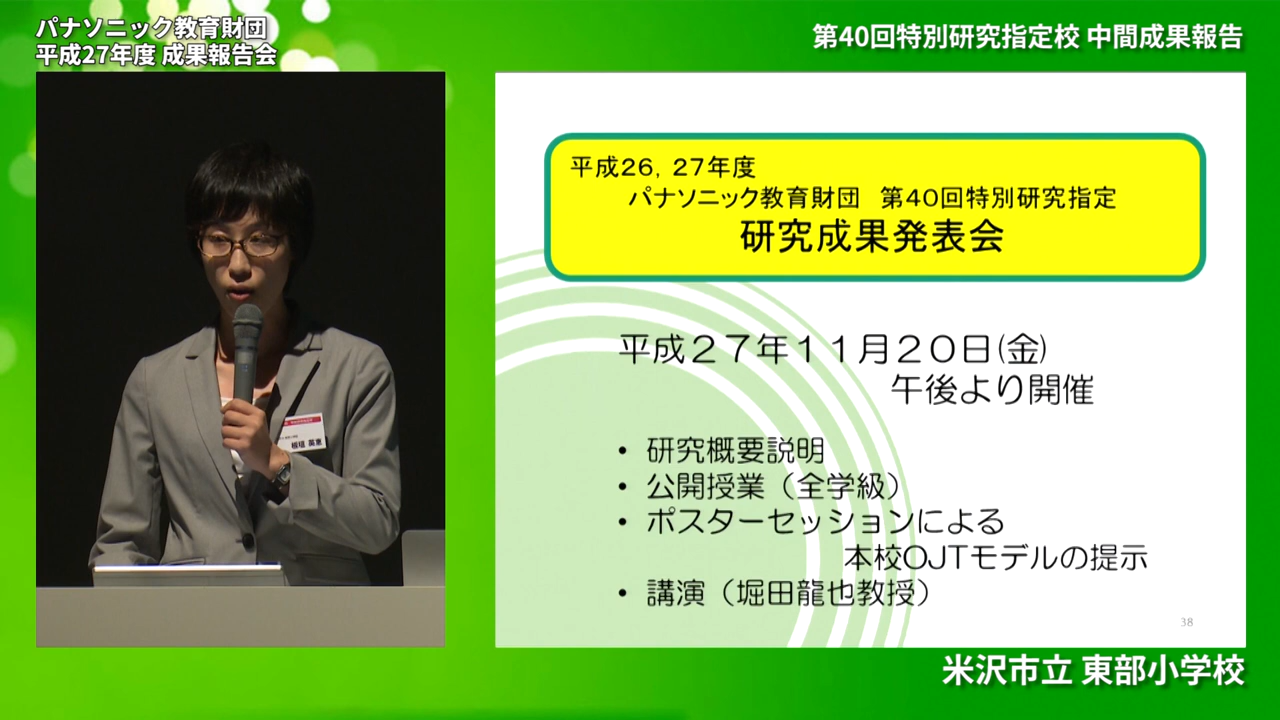 パナソニック教育財団
平成27年度 成果報告会
第40回特別研究指定校 中間成果報告
平成26，27年度
パナソニック教育財団　第40回特別研究指定
研究成果発表会
平成２７年１１月２０日(金)
午後より開催
• 研究概要説明
• 公開授業（全学級）
• ポスターセッションによる
本校OJTモデルの提示
• 講演（堀田龍也教授）
38
米沢市立 東部小学校